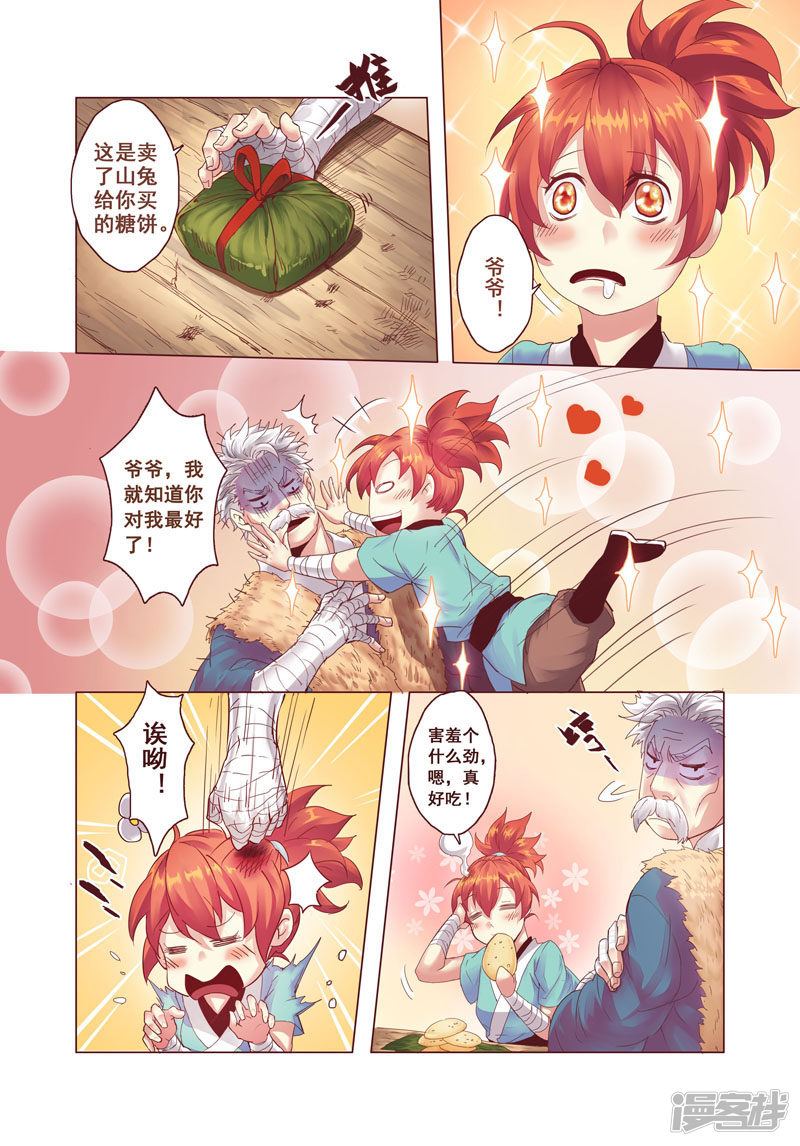 推
这是卖
了山兔
给你买
的糖饼。
爷爷！
爷爷，我
就知道你
对我最好
了！
诶呦！
害羞个
什么劲，
嗯，真
好吃！
漫客栈